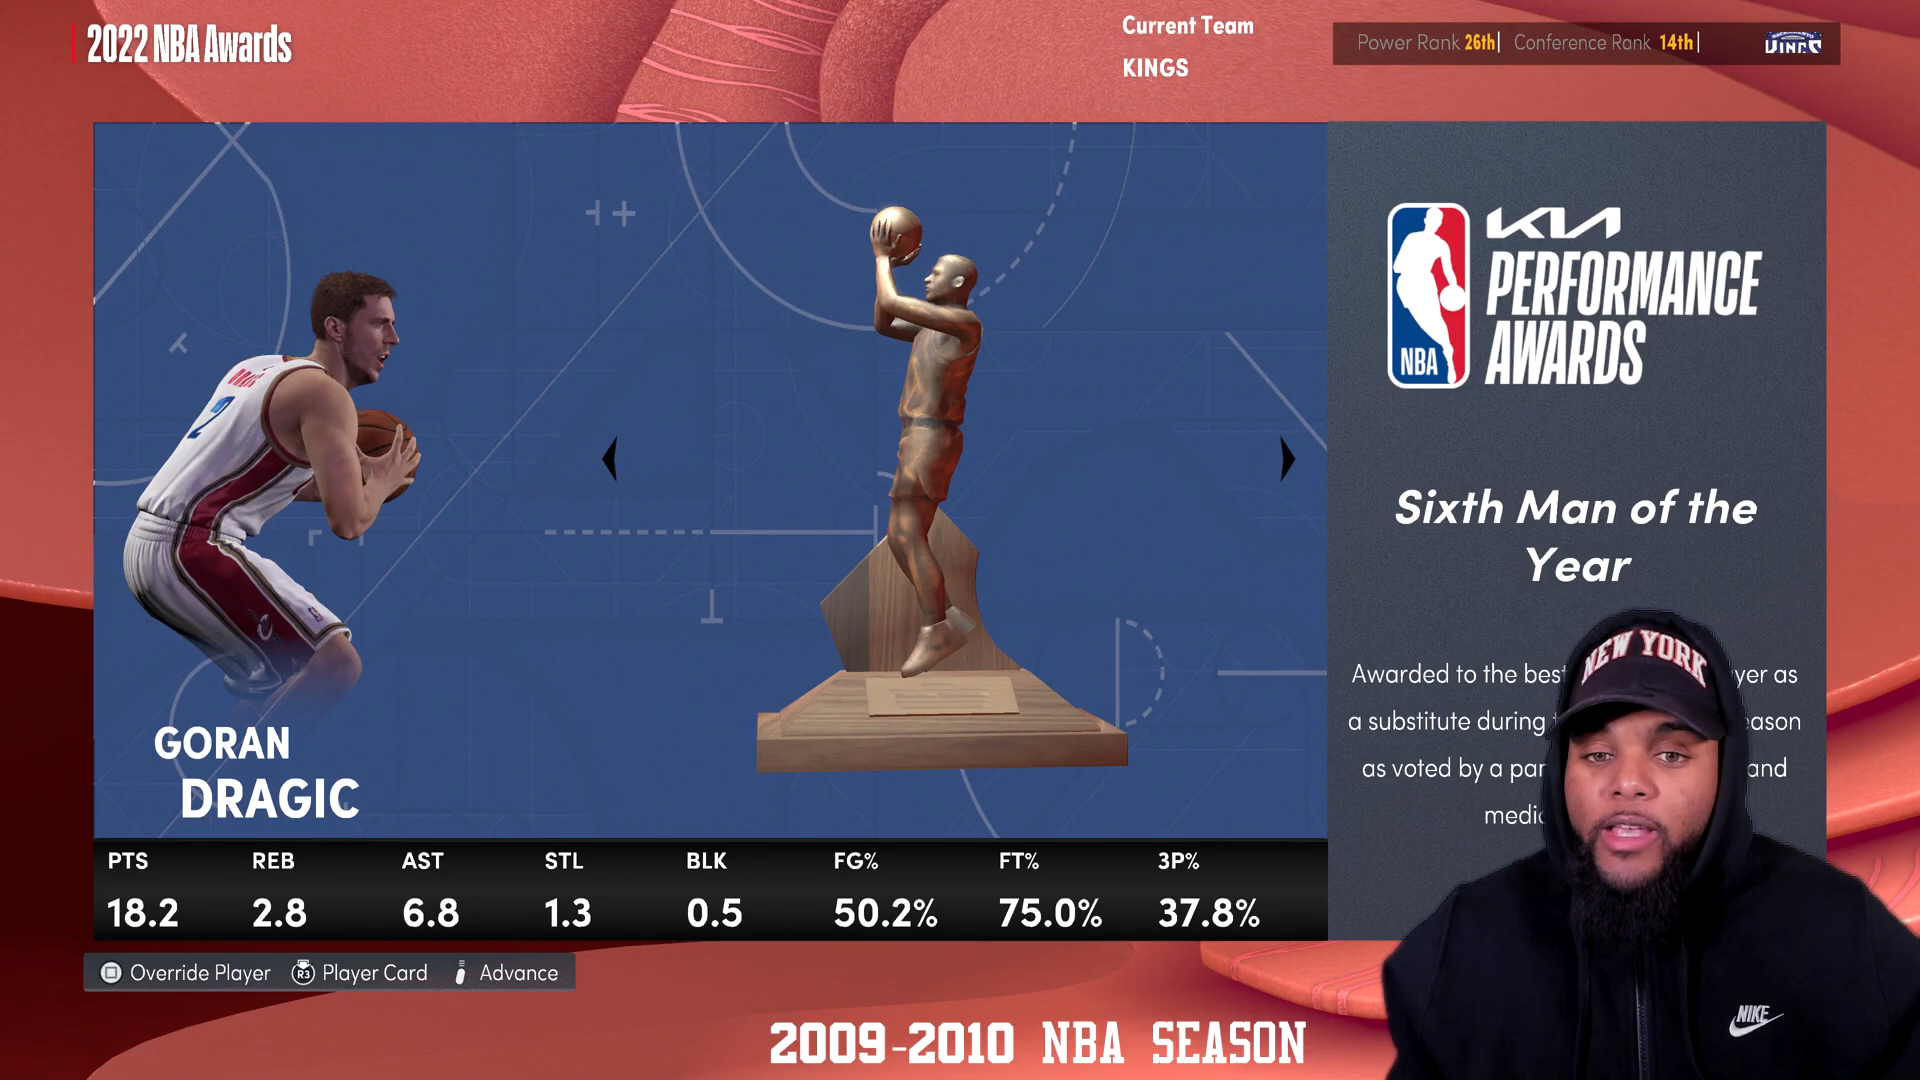 2022 NBA Awards
Current Team
KINGS
Power Rank 26th
Conference Rank 14th
KIA
PERFORMANCE
AWARDS
NBA
Sixth Man of the
Year
Awarded to the best yer as
a substitute during eason
as voted by a and
NEW YORK
2
GORAN
DRAGIC
PTS REB AST STL BLK FG% FT% 3P%
18.2 2.8 6.8 1.3 0.5 50.2% 75.0% 37.8%
Override Player
R3 Player Card
Advance
NIKE
2009-2010 NBA SEASON